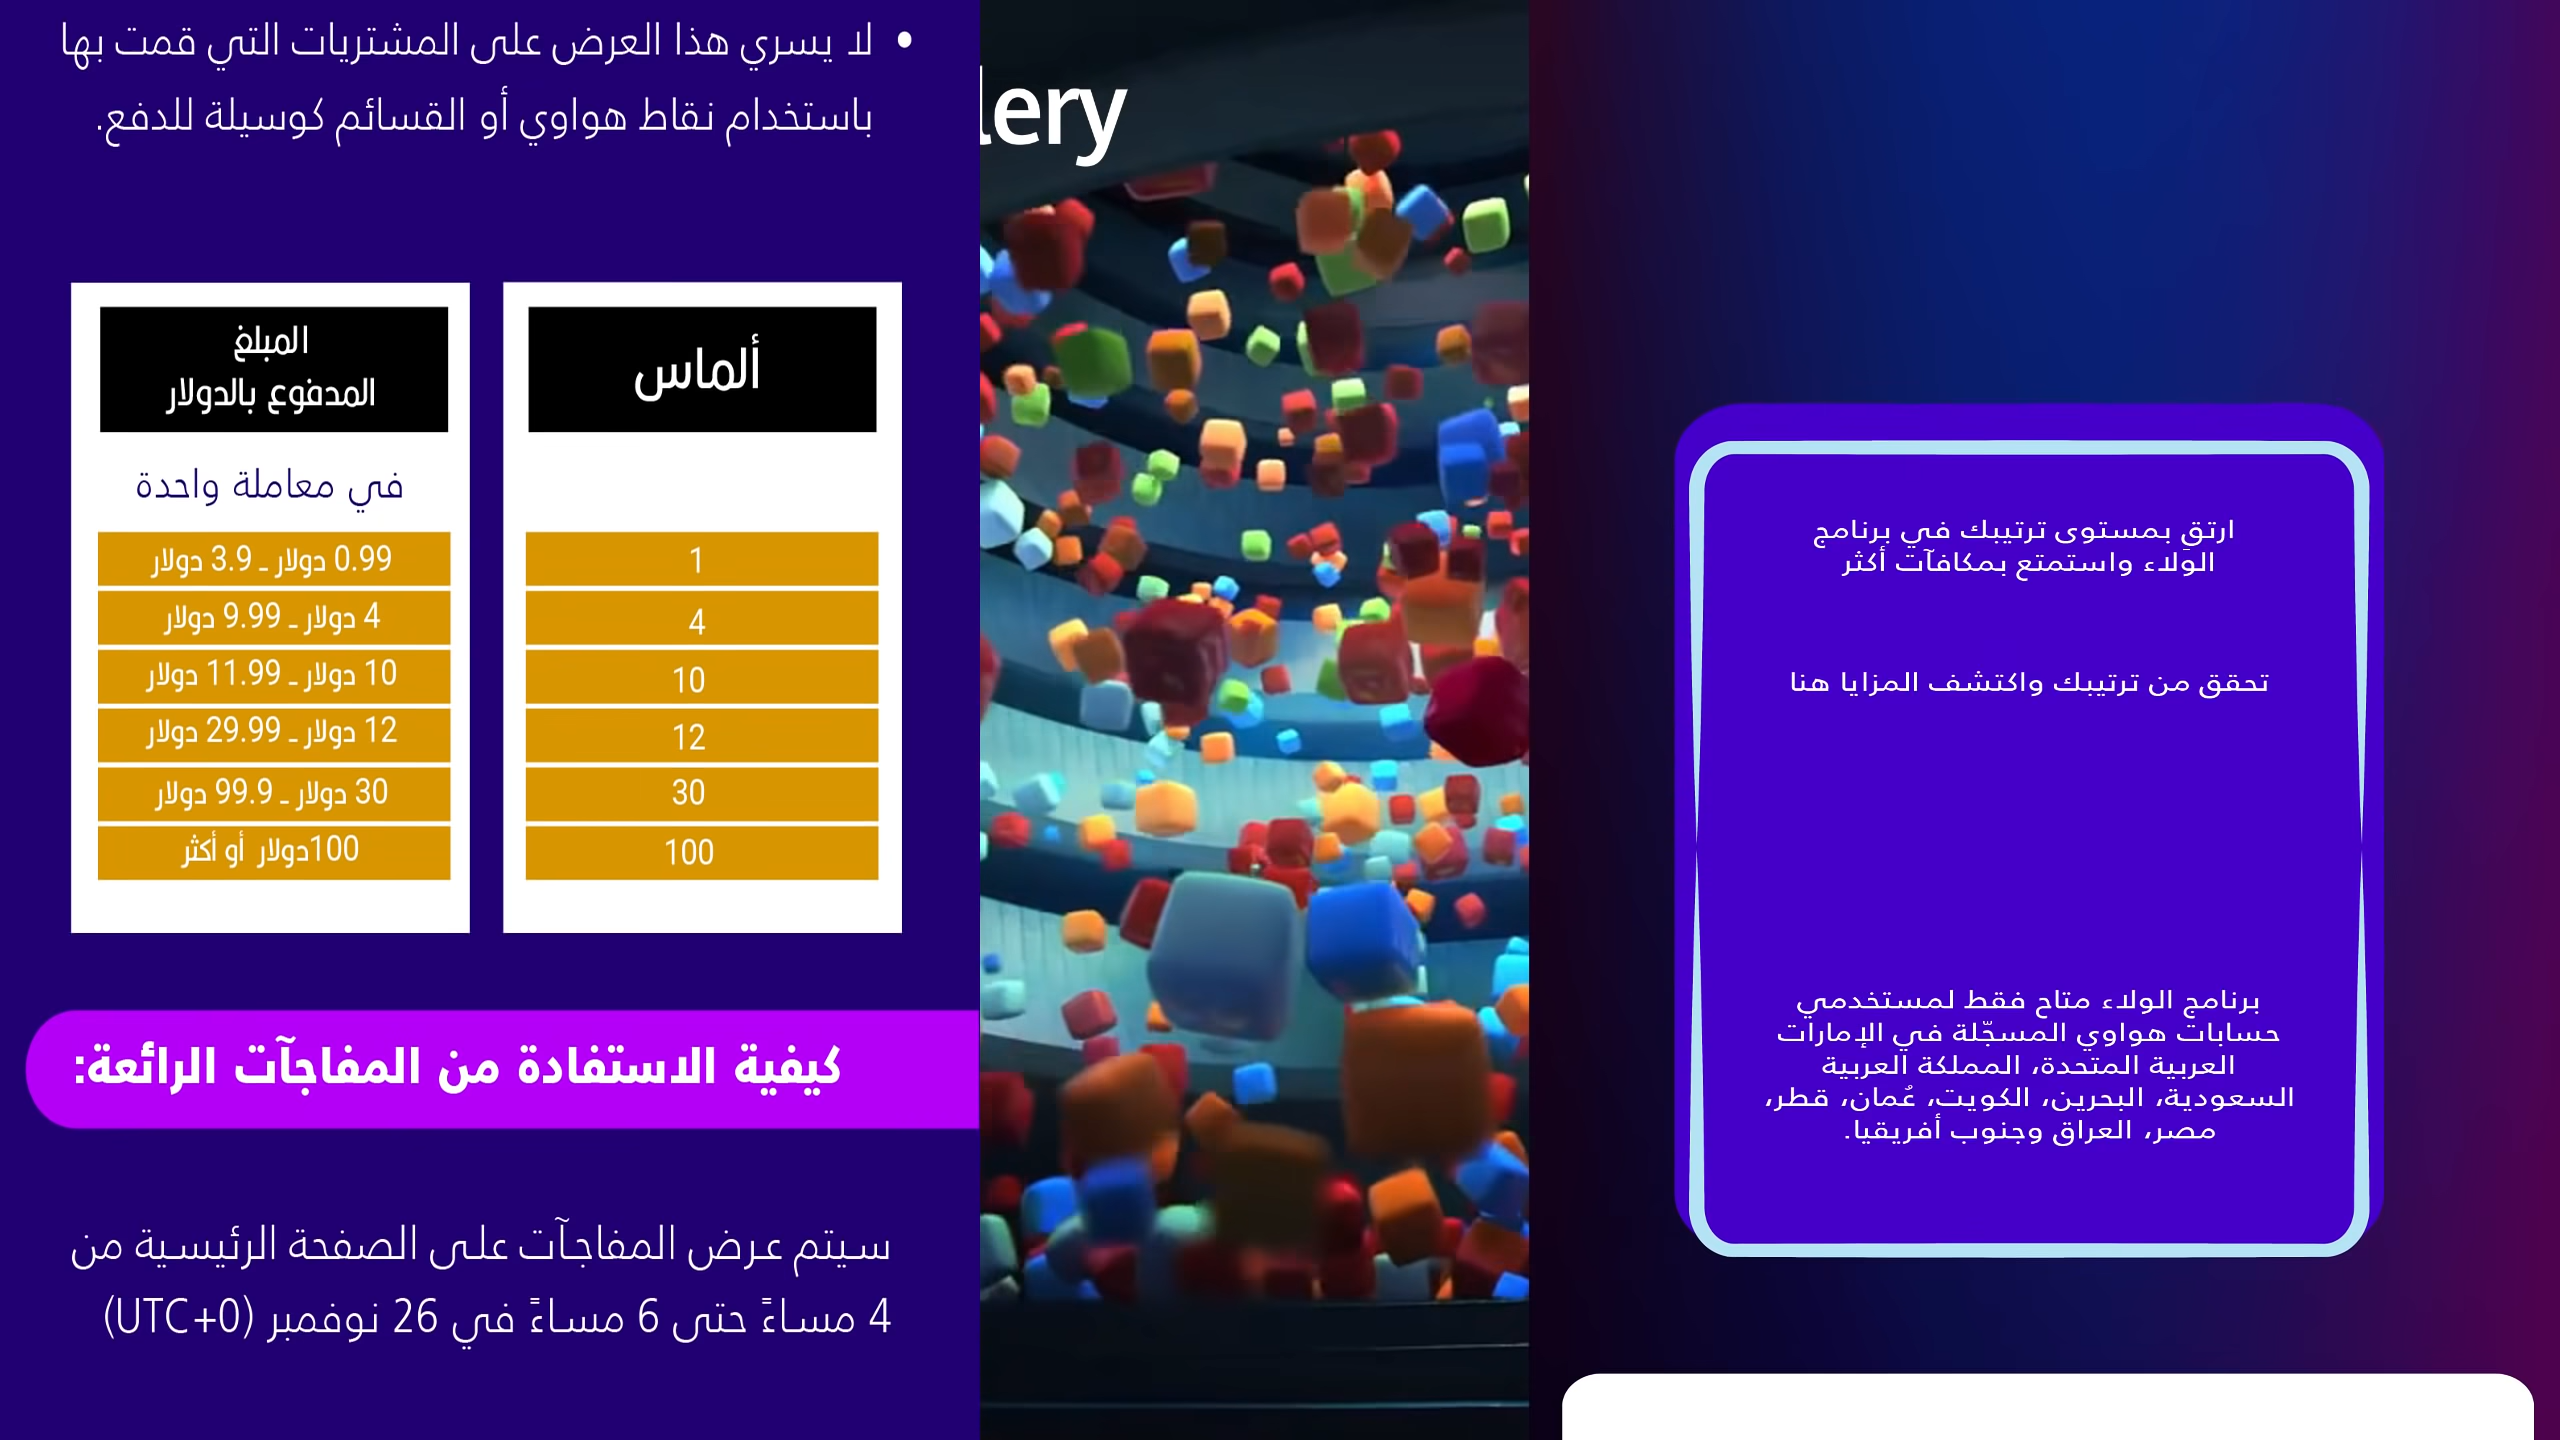 • لا يسري هذا العرض على المشتريات التي قمت بها
باستخدام نقاط هواوي أو القسائم كوسيلة للدفع.
ألماس
1
4
10
12
30
100
المبلغ
المدفوع بالدولار
في معاملة واحدة
0.99 دولار - 3.9 دولار
4 دولار - 9.99 دولار
10 دولار - 11.99 دولار
12 دولار - 29.99 دولار
30 دولار - 99.9 دولار
100دولار أو أكثر
كيفية الاستفادة من المفاجآت الرائعة:
سيتم عرض المفاجآت على الصفحة الرئيسية من
4 مساءً حتى 6 مساءً في 26 نوفمبر (UTC+0)
lery
ارتقِ بمستوى ترتيبك في برنامج
الولاء واستمتع بمكافآت أكثر
تحقق من ترتيبك واكتشف المزايا هنا
برنامج الولاء متاح فقط لمستخدمي
حسابات هواوي المسجّلة في الإمارات
العربية المتحدة، المملكة العربية
السعودية، البحرين، الكويت، عُمان، قطر،
مصر، العراق وجنوب أفريقيا.